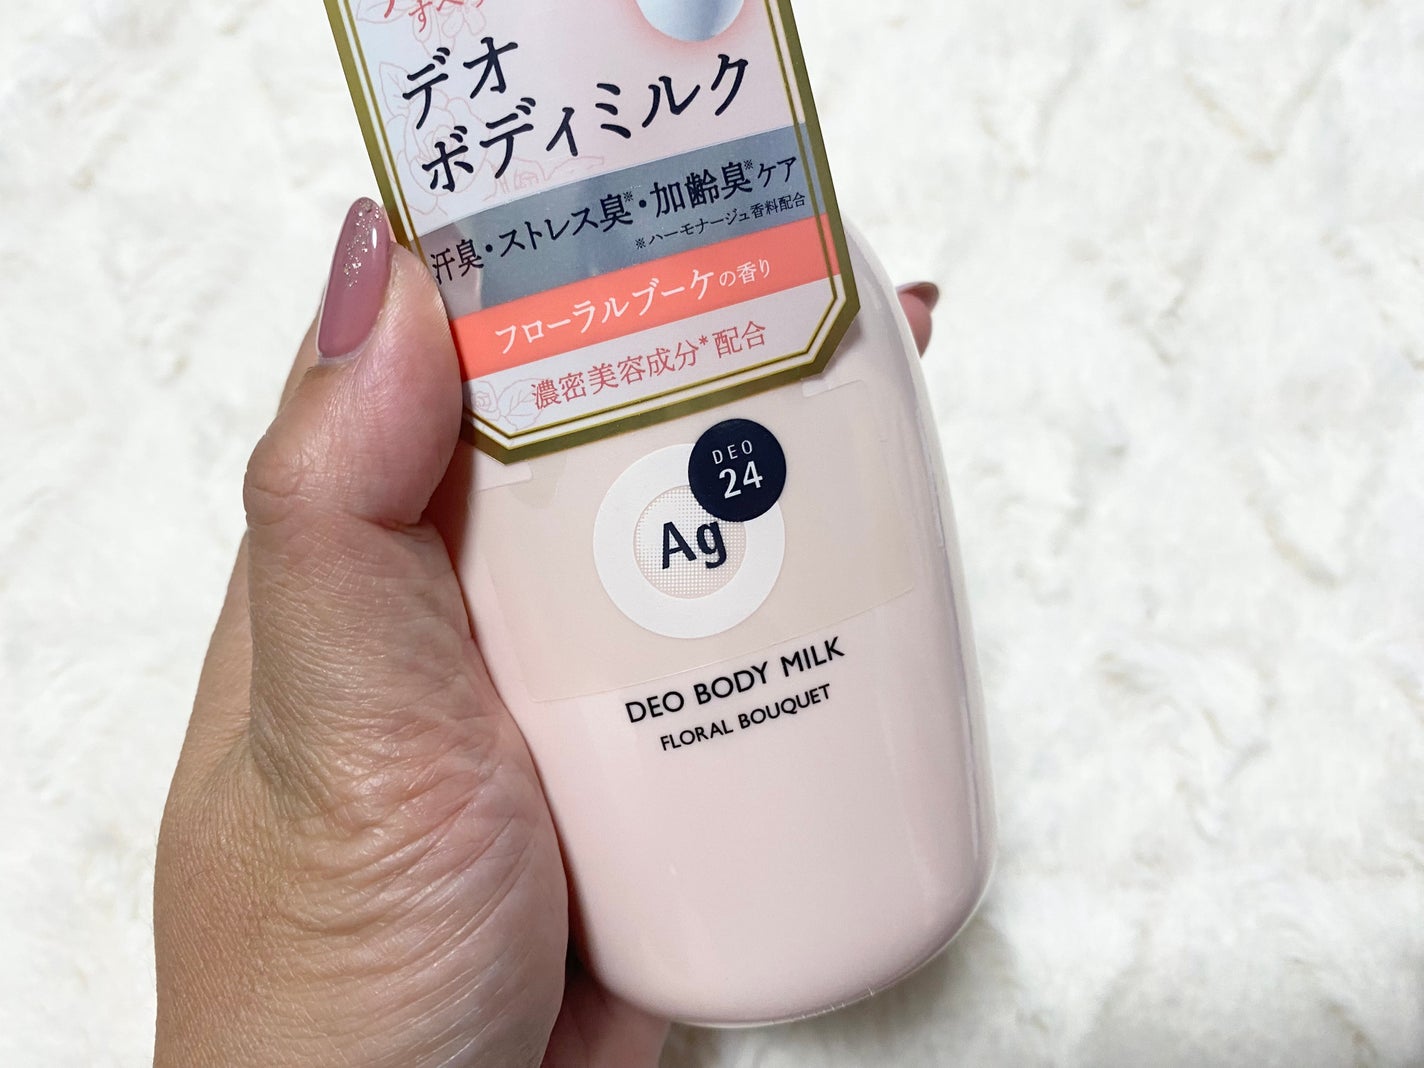 デオ
ボディミルク
汗臭・ストレス臭※・加齢臭※ケア
※ハーモナージュ香料配合
フローラルブーケの香り
濃密美容成分*配合
DEO
24
Ag
DEO BODY MILK
FLORAL BOUQUET